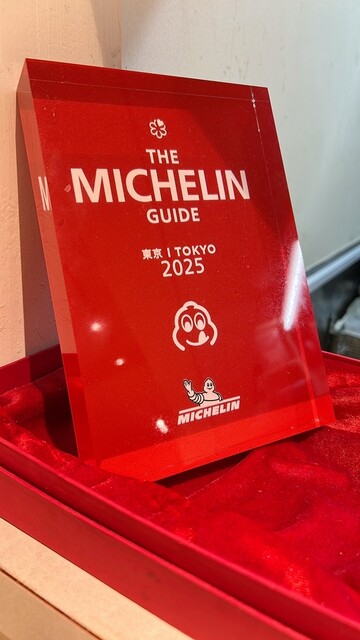 THE
MICHELIN
GUIDE
東京 | TOKYO
2025
MICHELIN